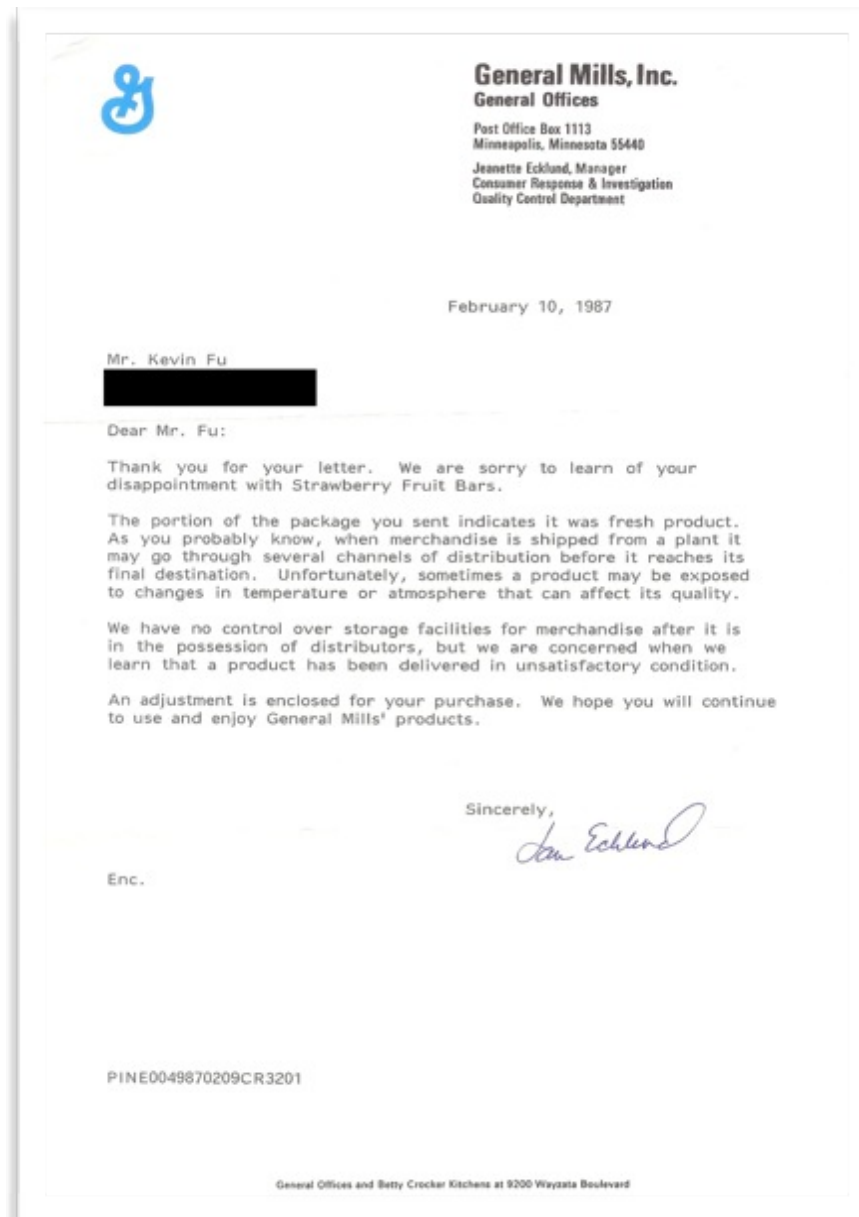 General Mills, Inc.
General Offices
Post Office Box 1113
Minneapolis, Minnesota 55440
Jeanette Ecklund, Manager
Consumer Response & Investigation
Quality Control Department
February 10, 1987
Mr. Kevin Fu
Dear Mr. Fu:
Thank you for your letter.  We are sorry to learn of your
disappointment with Strawberry Fruit Bars.
The portion of the package you sent indicates it was fresh product.
As you probably know, when merchandise is shipped from a plant it
may go through several channels of distribution before it reaches its
final destination.  Unfortunately, sometimes a product may be exposed
to changes in temperature or atmosphere that can affect its quality.
We have no control over storage facilities for merchandise after it is
in the possession of distributors, but we are concerned when we
learn that a product has been delivered in unsatisfactory condition.
An adjustment is enclosed for your purchase.  We hope you will continue
to use and enjoy General Mills' products.
Sincerely,
Jan Ecklund
Enc.
PINE0049870209CR3201
General Offices and Betty Crocker Kitchens at 9200 Wayzata Boulevard